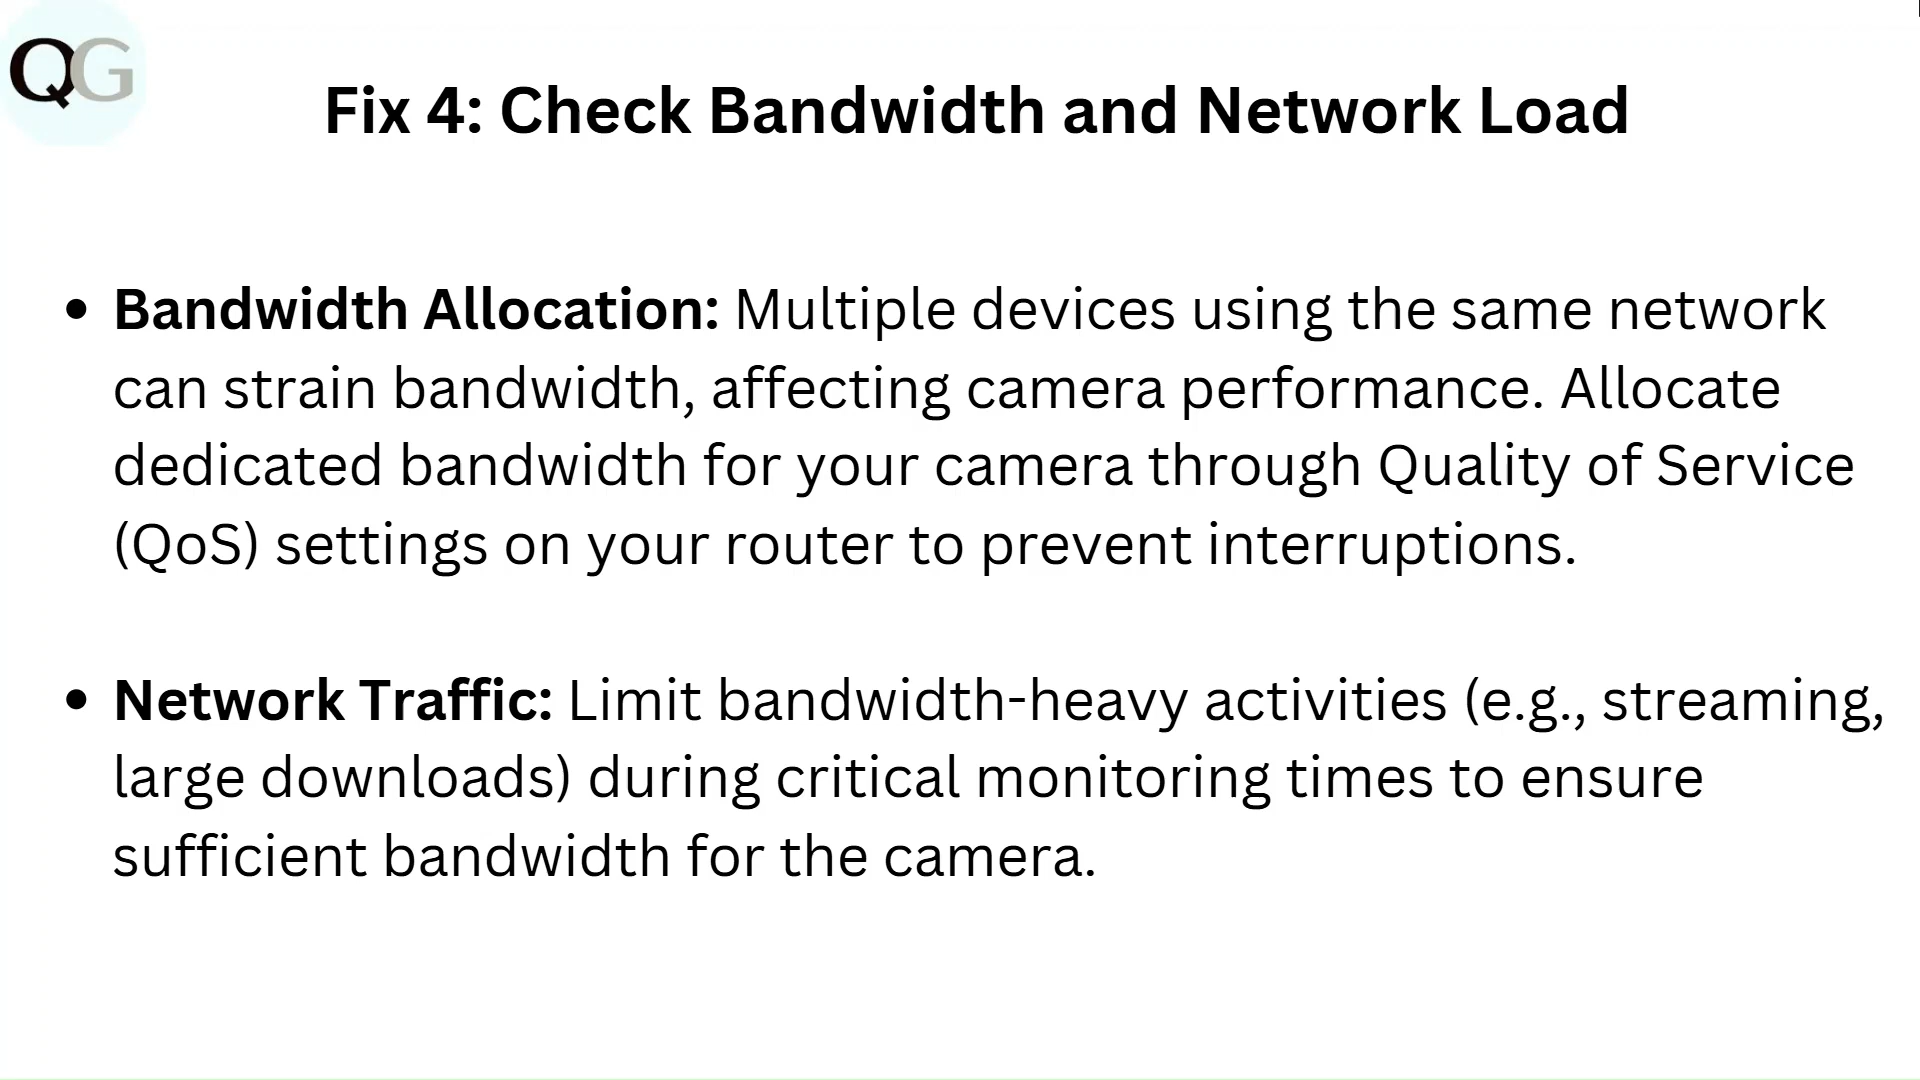 QG
Fix 4: Check Bandwidth and Network Load
• Bandwidth Allocation: Multiple devices using the same network
can strain bandwidth, affecting camera performance. Allocate
dedicated bandwidth for your camera through Quality of Service
(QoS) settings on your router to prevent interruptions.
• Network Traffic: Limit bandwidth-heavy activities (e.g., streaming,
large downloads) during critical monitoring times to ensure
sufficient bandwidth for the camera.